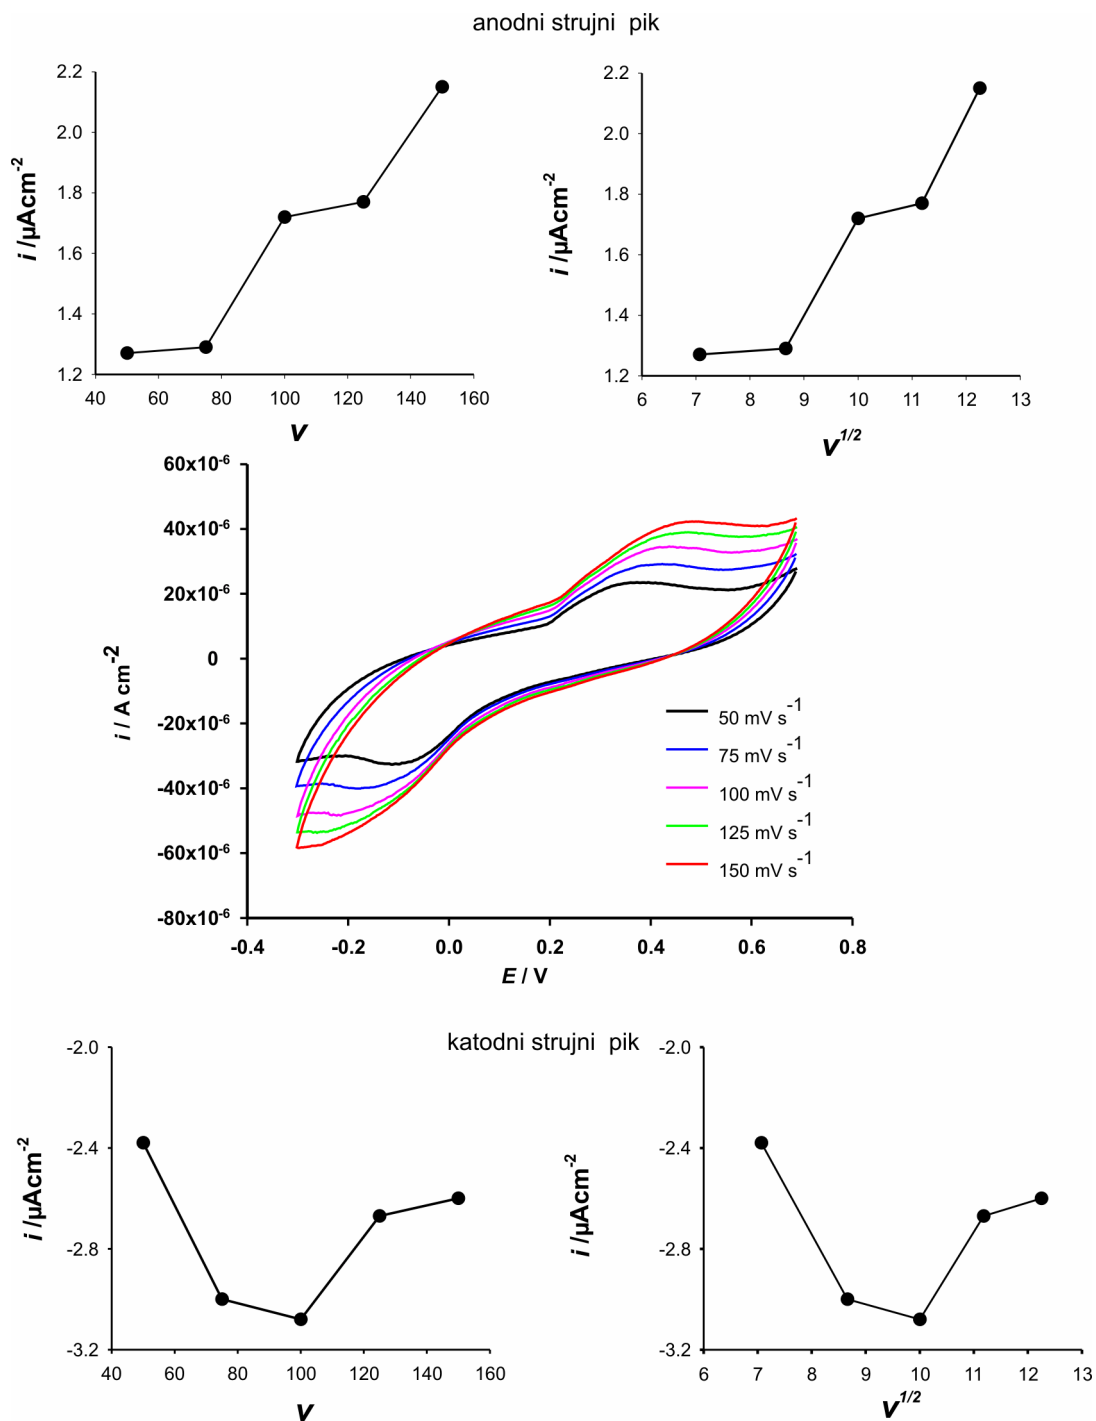 anodni strujni pik
2.2
2.0
1.8
1.6
1.4
1.2
40 60 80 100 120 140 160
i /µAcm-2
V
2.2
2.0
1.8
1.6
1.4
1.2
6 7 8 9 10 11 12 13
i /µAcm-2
V1/2
60x10-6
40x10-6
20x10-6
0
-20x10-6
-40x10-6
-60x10-6
-80x10-6
-0.4 -0.2 0.0 0.2 0.4 0.6 0.8
i / A cm-2
E / V
50 mV s-1
75 mV s-1
100 mV s-1
125 mV s-1
150 mV s-1
katodni strujni pik
-2.0
-2.4
-2.8
-3.2
40 60 80 100 120 140 160
i /µAcm-2
V
-2.0
-2.4
-2.8
-3.2
6 7 8 9 10 11 12 13
i /µAcm-2
V1/2